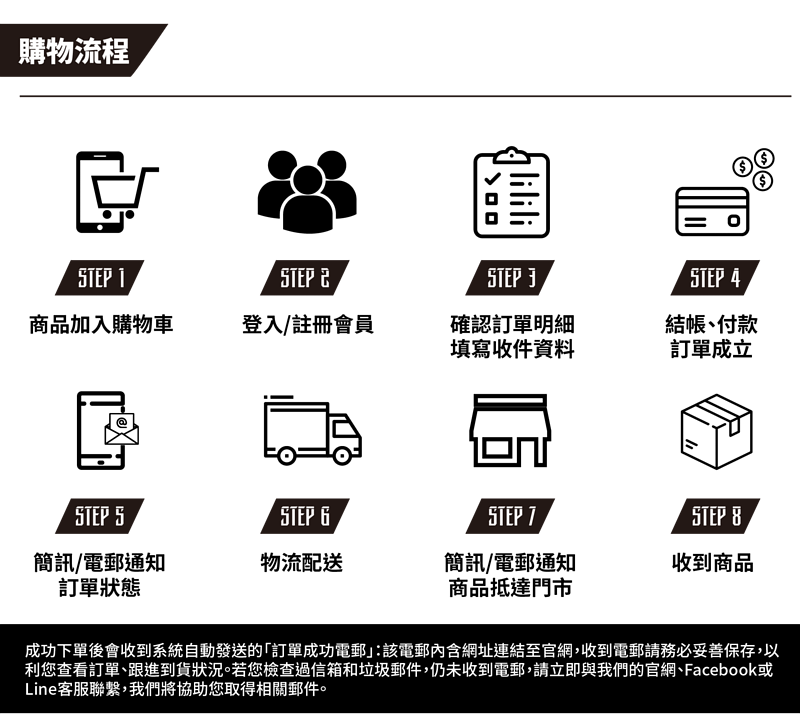 購物流程
STEP 1
STEP 2
STEP 3
STEP 4
商品加入購物車
登入/註冊會員
確認訂單明細
填寫收件資料
結帳、付款
訂單成立
STEP 5
STEP 6
STEP 7
STEP 8
簡訊/電郵通知
訂單狀態
物流配送
簡訊/電郵通知
商品抵達門市
收到商品
成功下單後會收到系統自動發送的「訂單成功電郵」：該電郵內含網址連結至官網，收到電郵請務必妥善保存，以
利您查看訂單、跟進到貨狀況。若您檢查過信箱和垃圾郵件，仍未收到電郵，請立即與我們的官網、Facebook或
Line客服聯繫，我們將協助您取得相關郵件。